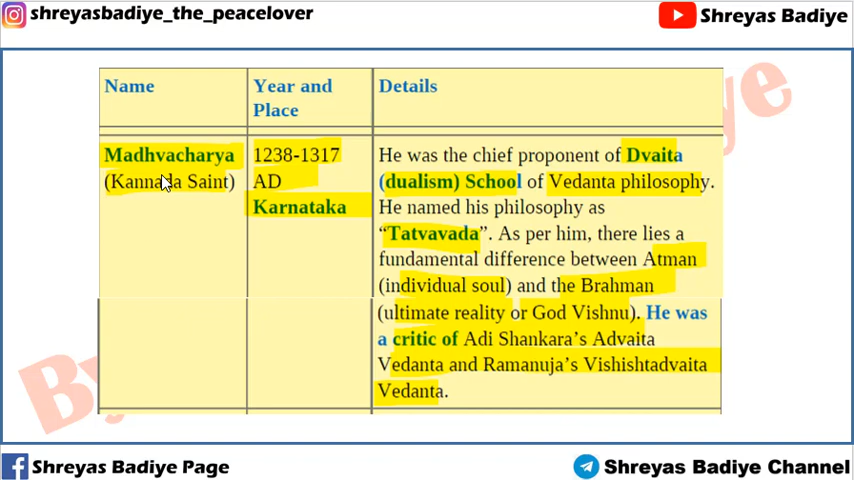 shreyasbadiye_the_peacelover
Shreyas Badiye
Name
Year and
Place
Details
Madhvacharya
(Kannada Saint)
1238-1317
AD
Karnataka
He was the chief proponent of Dvaita
(dualism) School of Vedanta philosophy.
He named his philosophy as
“Tatvavada”. As per him, there lies a
fundamental difference between Atman
(individual soul) and the Brahman
(ultimate reality or God Vishnu). He was
a critic of Adi Shankara’s Advaita
Vedanta and Ramanuja’s Vishishtadvaita
Vedanta.
By
ye
Shreyas Badiye Page
Shreyas Badiye Channel